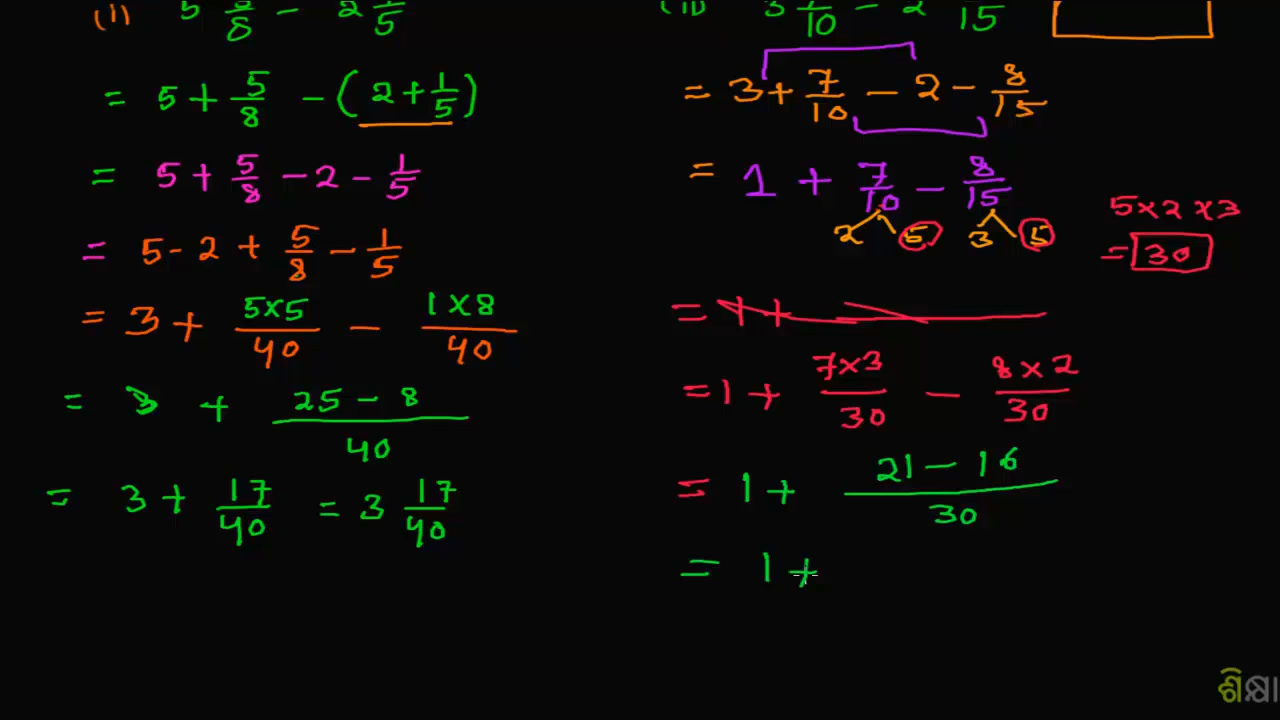 (i) 5 5/8 - 2 1/5
= 5 + 5/8 - (2 + 1/5)
= 5 + 5/8 - 2 - 1/5
= 5 - 2 + 5/8 - 1/5
= 3 + 5×5/40 - 1×8/40
= 3 + 25 - 8/40
= 3 + 17/40 = 3 17/40
(ii) 3 7/10 - 2 8/15
= 3 + 7/10 - 2 - 8/15
= 1 + 7/10 - 8/15
2 5 3 5
5×2×3
= 30
= 1 +
= 1 + 7×3/30 - 8×2/30
= 1 + 21 - 16/30
= 1 +
ଶିକ୍ଷା